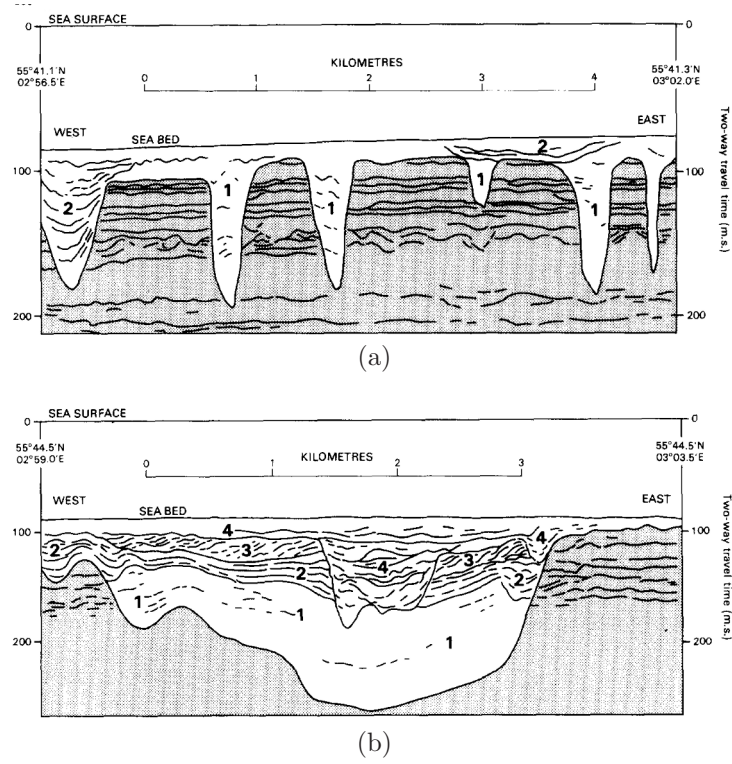 SEA SURFACE
0
0
55°41.1'N
02°56.5'E
KILOMETRES
55°41.3'N
03°02.0'E
0
1
2
3
4
WEST
SEA BED
EAST
2
100
100
1
1
1
1
2
200
200
Two-way travel time (m.s.)
(a)
SEA SURFACE
0
0
55°44.5'N
02°59.0'E
KILOMETRES
55°44.5'N
03°03.5'E
0
1
2
3
WEST
SEA BED
EAST
100
100
4
4
2
3
3
4
2
2
1
1
1
200
200
Two-way travel time (m.s.)
(b)